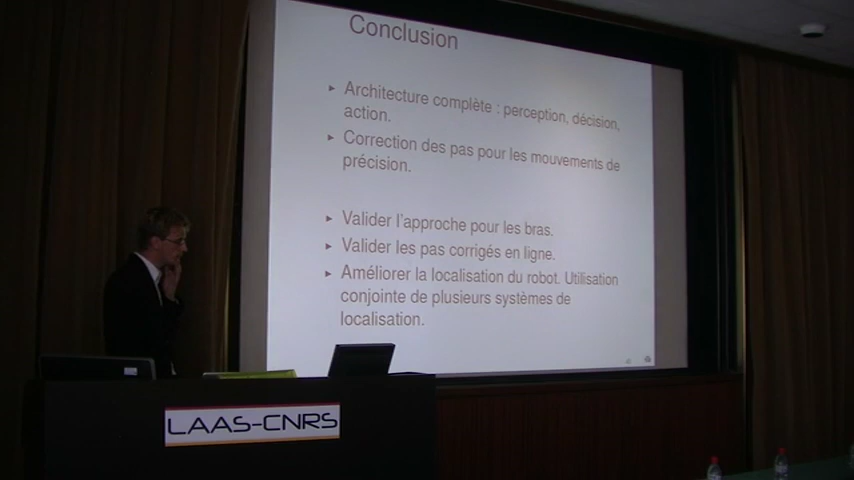 Conclusion
▸ Architecture complète : perception, décision,
action.
▸ Correction des pas pour les mouvements de
précision.
▸ Valider l'approche pour les bras.
▸ Valider les pas corrigés en ligne.
▸ Améliorer la localisation du robot. Utilisation
conjointe de plusieurs systèmes de
localisation.
LAAS-CNRS